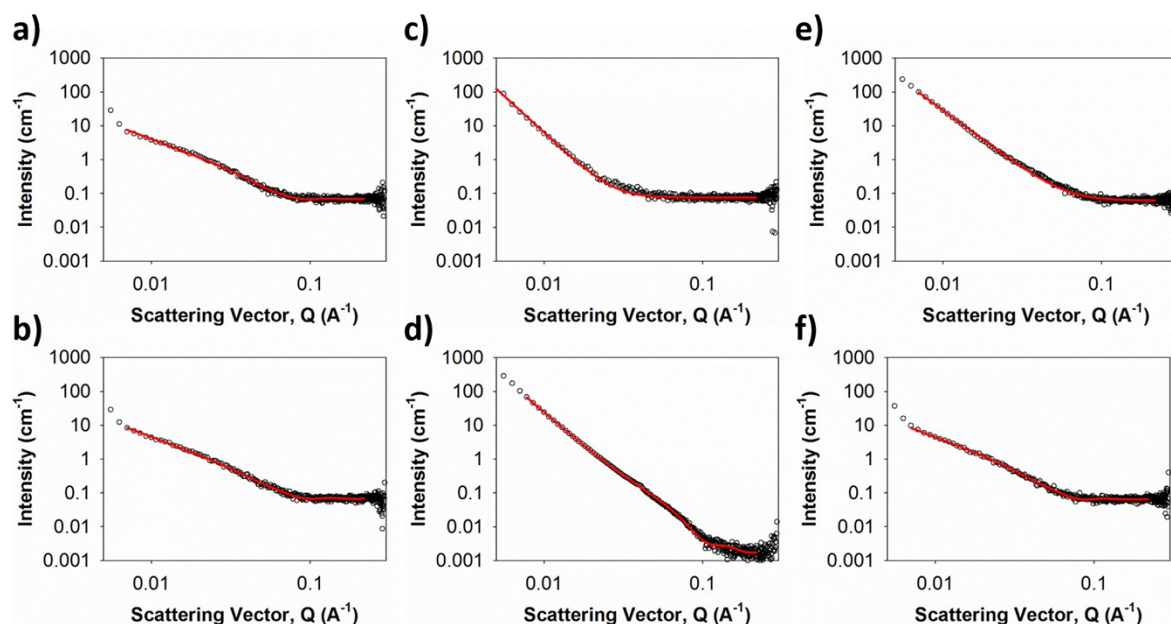 a)
1000
100
10
1
0.1
0.01
0.001
Intensity (cm-1)
0.01 0.1
Scattering Vector, Q (A-1)
c)
1000
100
10
1
0.1
0.01
0.001
Intensity (cm-1)
0.01 0.1
Scattering Vector, Q (A-1)
e)
1000
100
10
1
0.1
0.01
0.001
Intensity (cm-1)
0.01 0.1
Scattering Vector, Q (A-1)
b)
1000
100
10
1
0.1
0.01
0.001
Intensity (cm-1)
0.01 0.1
Scattering Vector, Q (A-1)
d)
1000
100
10
1
0.1
0.01
0.001
Intensity (cm-1)
0.01 0.1
Scattering Vector, Q (A-1)
f)
1000
100
10
1
0.1
0.01
0.001
Intensity (cm-1)
0.01 0.1
Scattering Vector, Q (A-1)